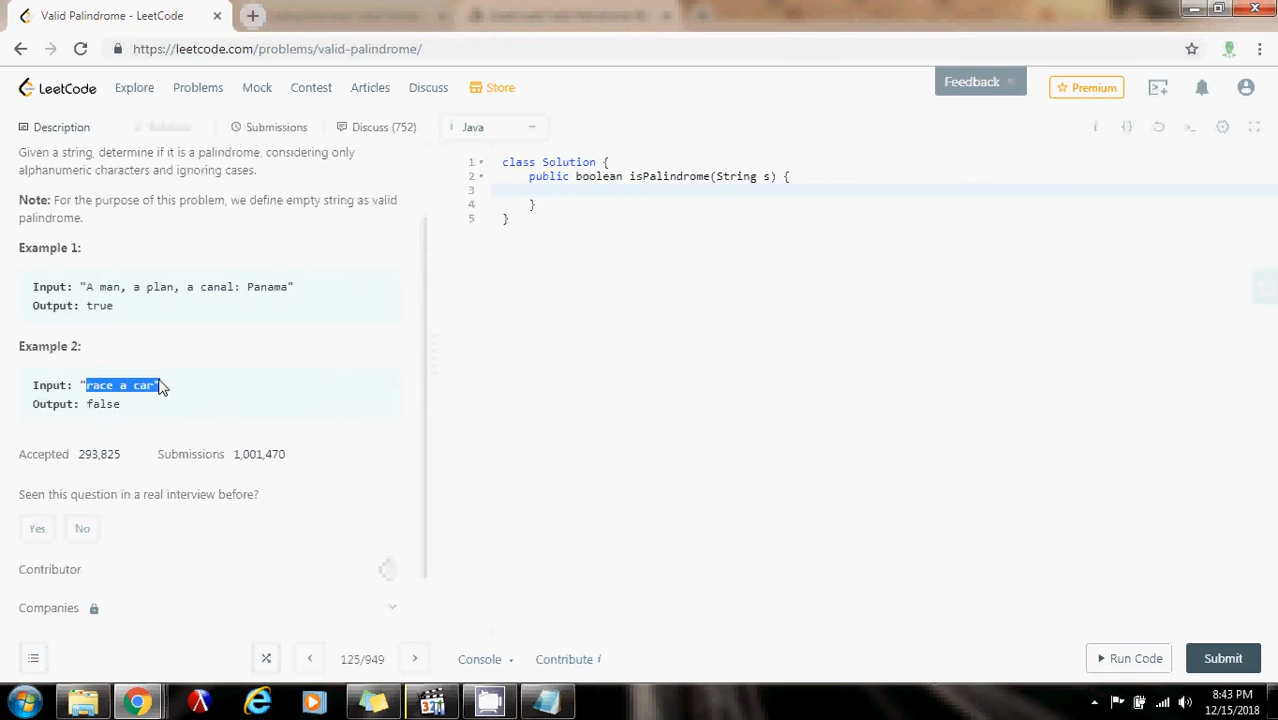 Valid Palindrome - LeetCode
https://leetcode.com/problems/valid-palindrome/
LeetCode Explore Problems Mock Contest Articles Discuss Store Feedback Premium
Description Submissions Discuss (752) Java
Given a string, determine if it is a palindrome, considering only
alphanumeric characters and ignoring cases.
Note: For the purpose of this problem, we define empty string as valid
palindrome.
Example 1:
Input: "A man, a plan, a canal: Panama"
Output: true
Example 2:
Input: "race a car"
Output: false
Accepted 293,825 Submissions 1,001,470
Seen this question in a real interview before?
Yes No
Contributor
Companies
1 class Solution {
2 public boolean isPalindrome(String s) {
3
4 }
5 }
125/949 Console Contribute i Run Code Submit
8:43 PM
12/15/2018